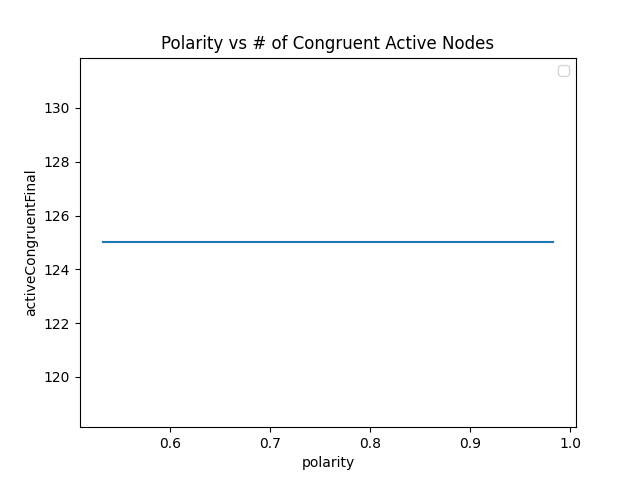 Polarity vs # of Congruent Active Nodes
130
128
126
124
122
120
activeCongruentFinal
0.6 0.7 0.8 0.9 1.0
polarity